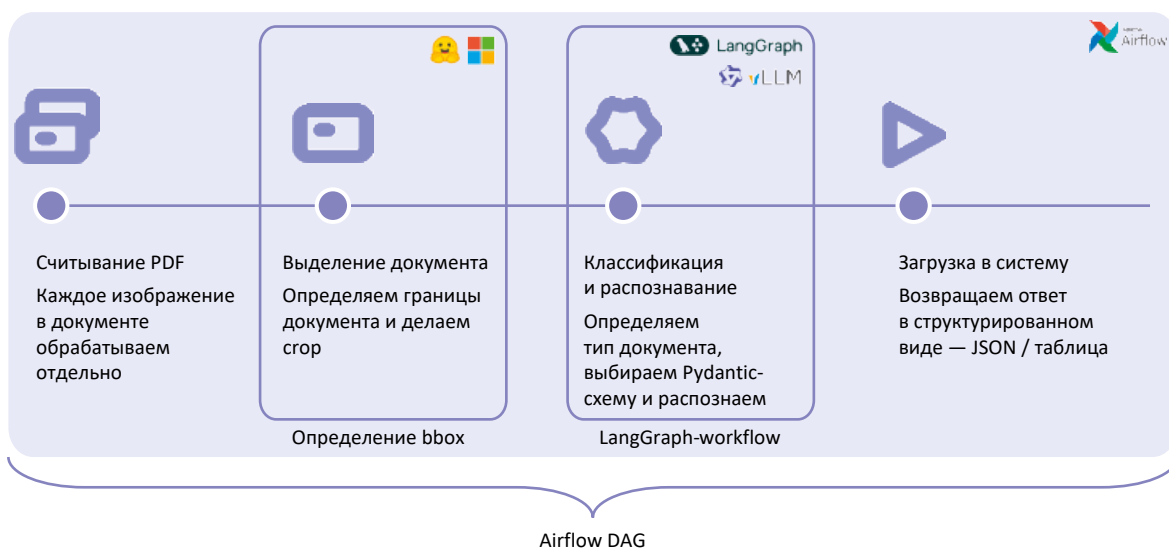 LangGraph
vLLM
Airflow
Считывание PDF
Каждое изображение
в документе
обрабатываем
отдельно
Выделение документа
Определяем границы
документа и делаем
crop
Классификация
и распознавание
Определяем
тип документа,
выбираем Pydantic-
схему и распознаем
Загрузка в систему
Возвращаем ответ
в структурированном
виде — JSON / таблица
Определение bbox
LangGraph-workflow
Airflow DAG